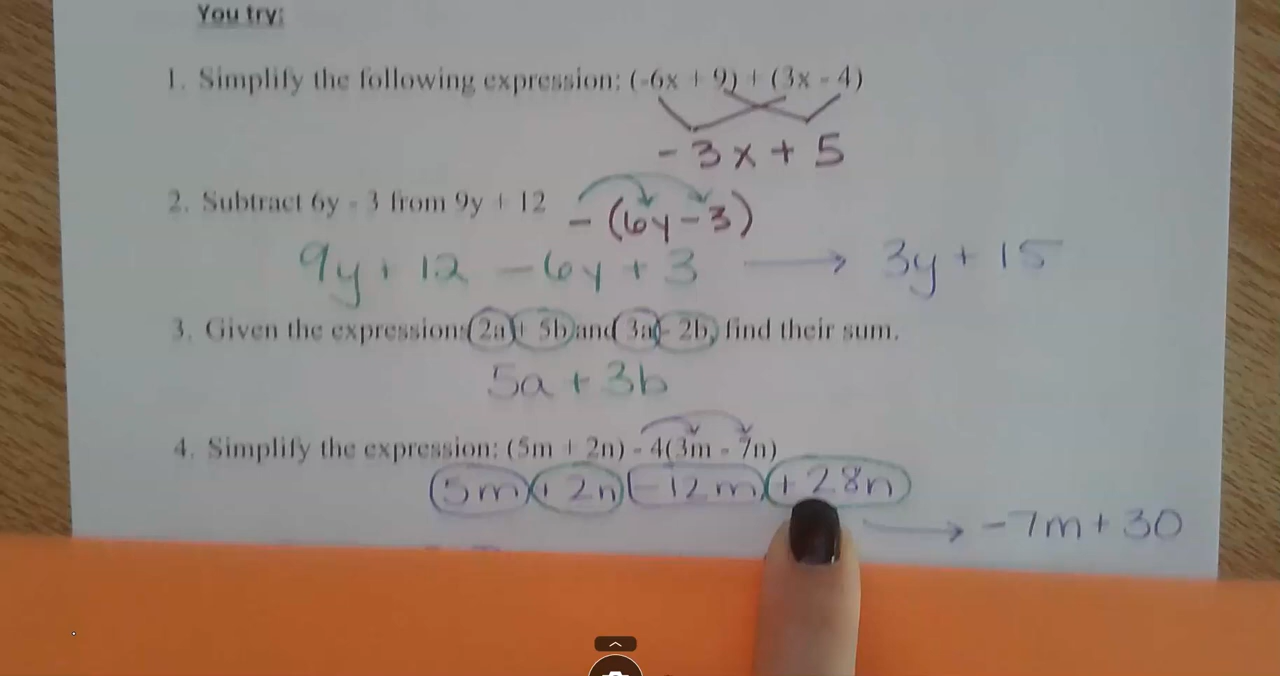 You try:
1. Simplify the following expression: (-6x + 9) + (3x - 4)
- 3x + 5
2. Subtract 6y - 3 from 9y + 12 - (6y - 3)
9y + 12 - 6y + 3 → 3y + 15
3. Given the expressions 2a + 5b and 3a - 2b, find their sum.
5a + 3b
4. Simplify the expression: (5m + 2n) - 4(3m - 7n)
5m + 2n - 12m + 28n
→ -7m + 30